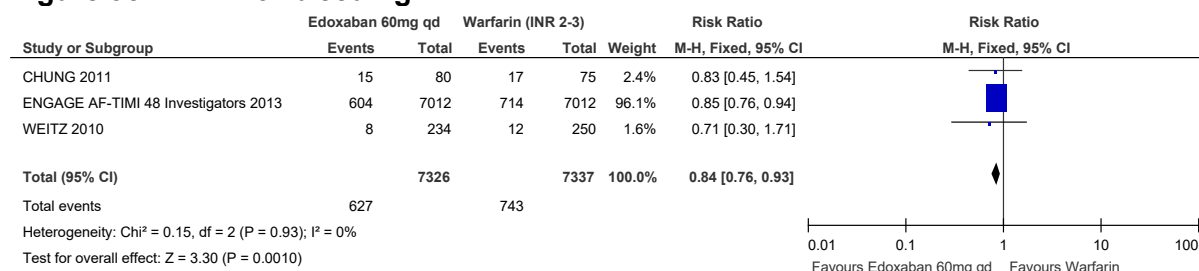 Edoxaban 60mg qd Warfarin (INR 2-3) Risk Ratio Risk Ratio
Study or Subgroup Events Total Events Total Weight M-H, Fixed, 95% CI M-H, Fixed, 95% CI
CHUNG 2011 15 80 17 75 2.4% 0.83 [0.45, 1.54]
ENGAGE AF-TIMI 48 Investigators 2013 604 7012 714 7012 96.1% 0.85 [0.76, 0.94]
WEITZ 2010 8 234 12 250 1.6% 0.71 [0.30, 1.71]
Total (95% CI) 7326 7337 100.0% 0.84 [0.76, 0.93]
Total events 627 743
Heterogeneity: Chi² = 0.15, df = 2 (P = 0.93); I² = 0%
Test for overall effect: Z = 3.30 (P = 0.0010)
0.01 0.1 1 10 100
Favours Edoxaban 60mg qd Favours Warfarin